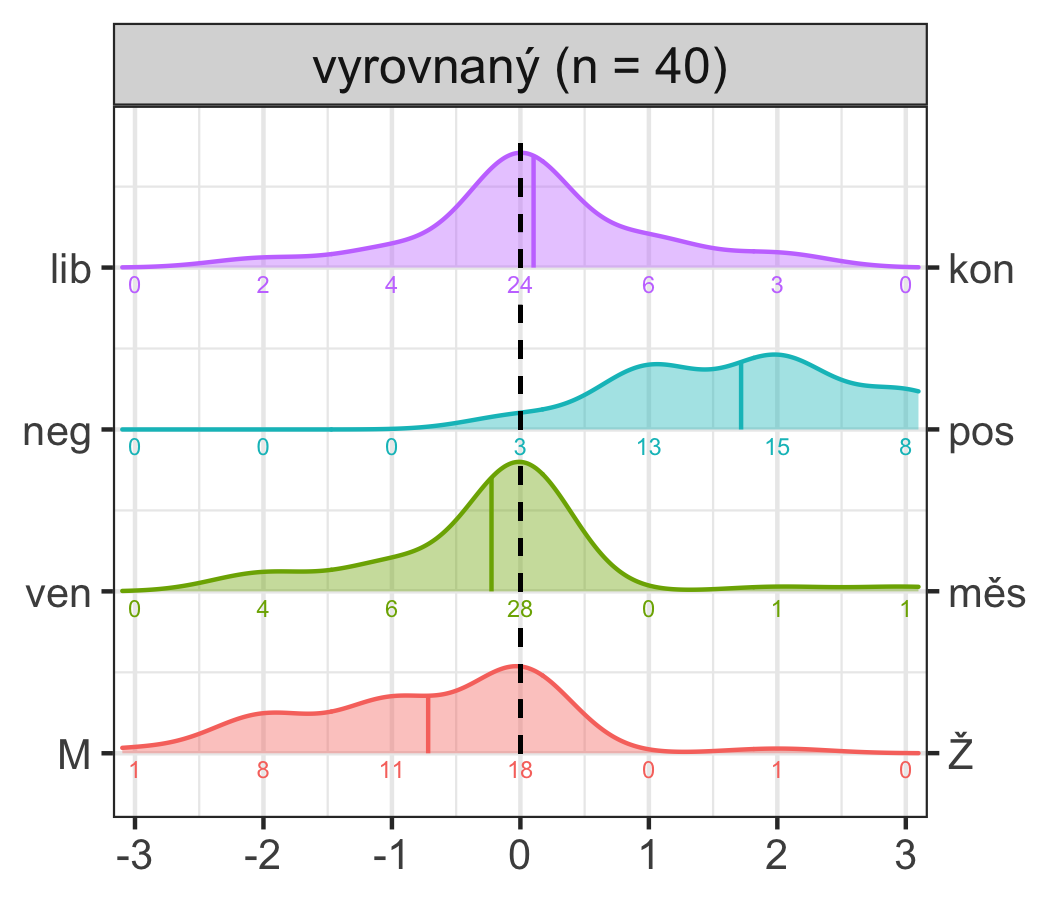 vyrovnaný (n = 40)
lib kon
0 2 4 24 6 3 0
neg pos
0 0 0 3 13 15 8
ven měs
0 4 6 28 0 1 1
M Ž
1 8 11 18 0 1 0
-3 -2 -1 0 1 2 3